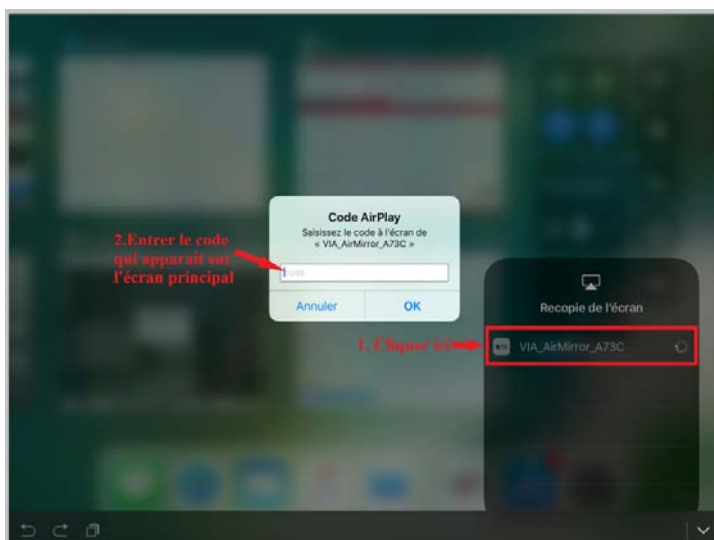 Code AirPlay
Saisissez le code à l'écran de
« VIA_AirMirror_A73C »
code
Annuler
OK
2.Entrer le code
qui apparait sur
l'écran principal
Recopie de l'écran
1. Cliquer ici
VIA_AirMirror_A73C